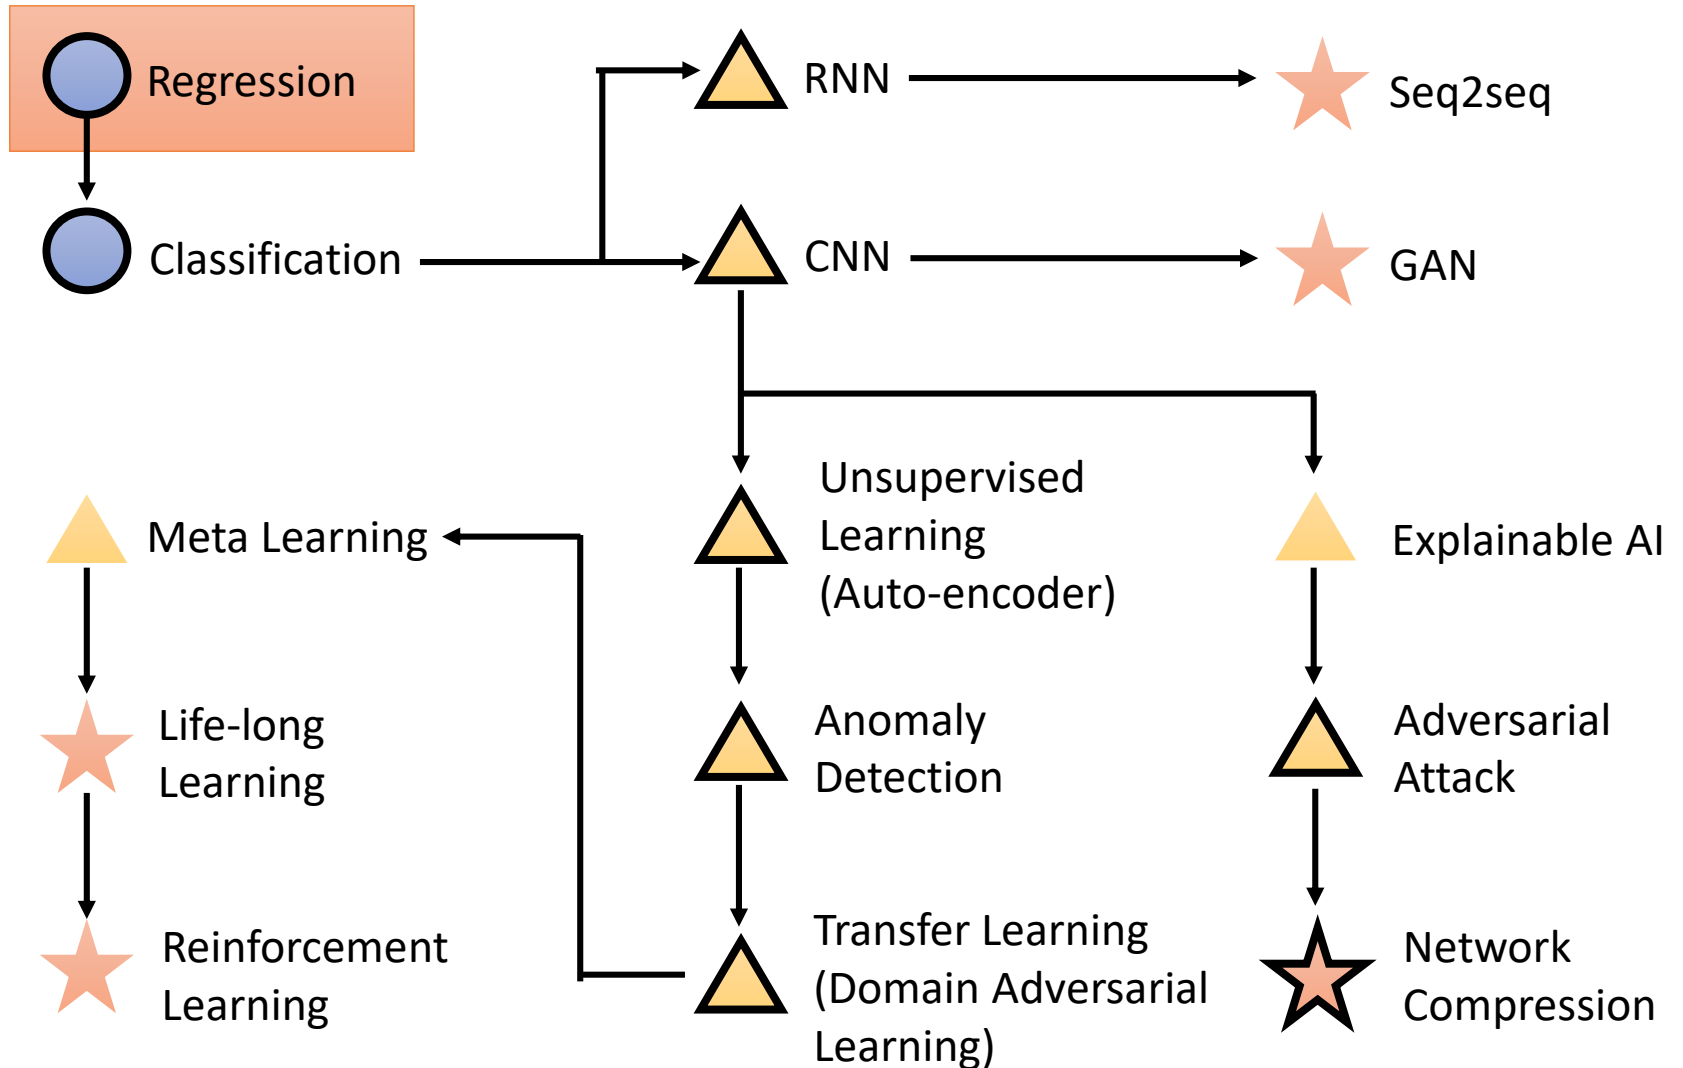 Regression
RNN
Seq2seq
Classification
CNN
GAN
Meta Learning
Unsupervised
Learning
(Auto-encoder)
Explainable AI
Life-long
Learning
Anomaly
Detection
Adversarial
Attack
Reinforcement
Learning
Transfer Learning
(Domain Adversarial
Learning)
Network
Compression